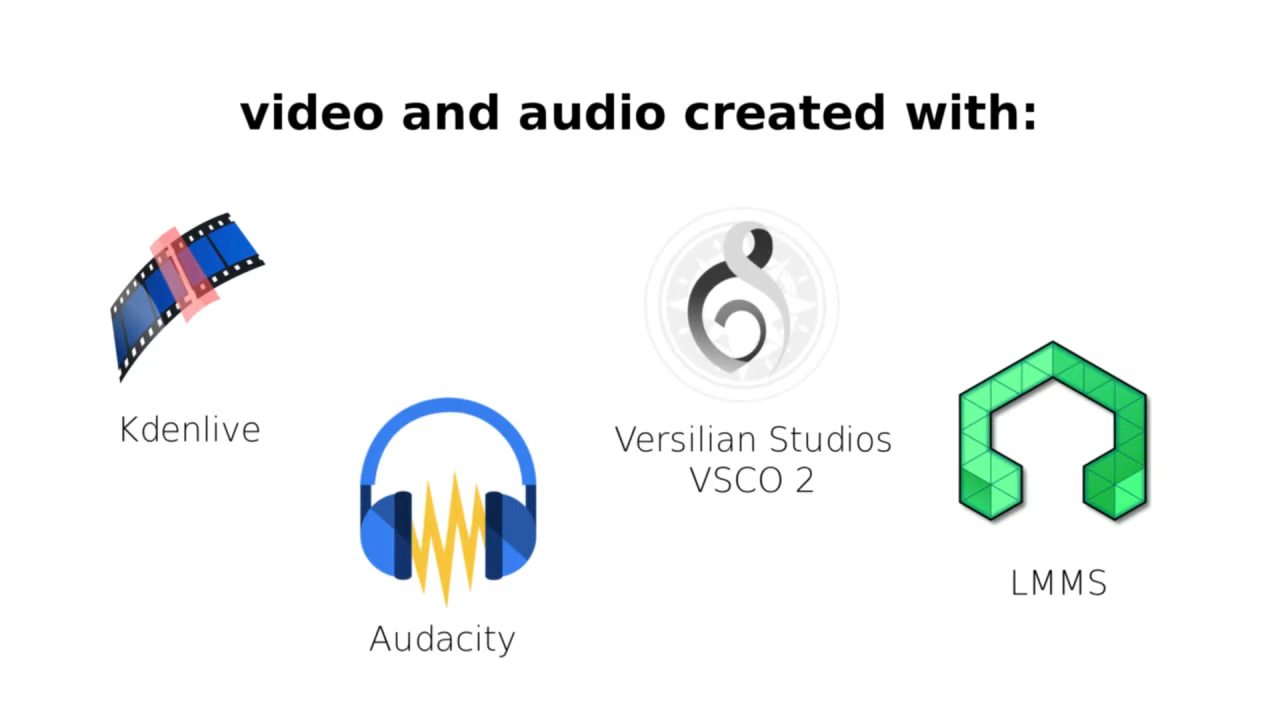 video and audio created with:
Kdenlive
Audacity
Versilian Studios
VSCO 2
LMMS